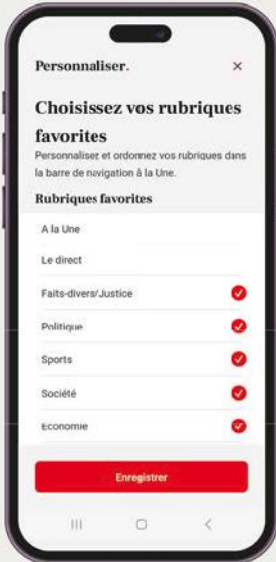 Personnaliser.
Choisissez vos rubriques
favorites
Personnalisez et ordonnez vos rubriques dans
la barre de navigation à la Une.
Rubriques favorites
A la Une
Le direct
Faits-divers/Justice
Politique
Sports
Société
Economie
Enregistrer